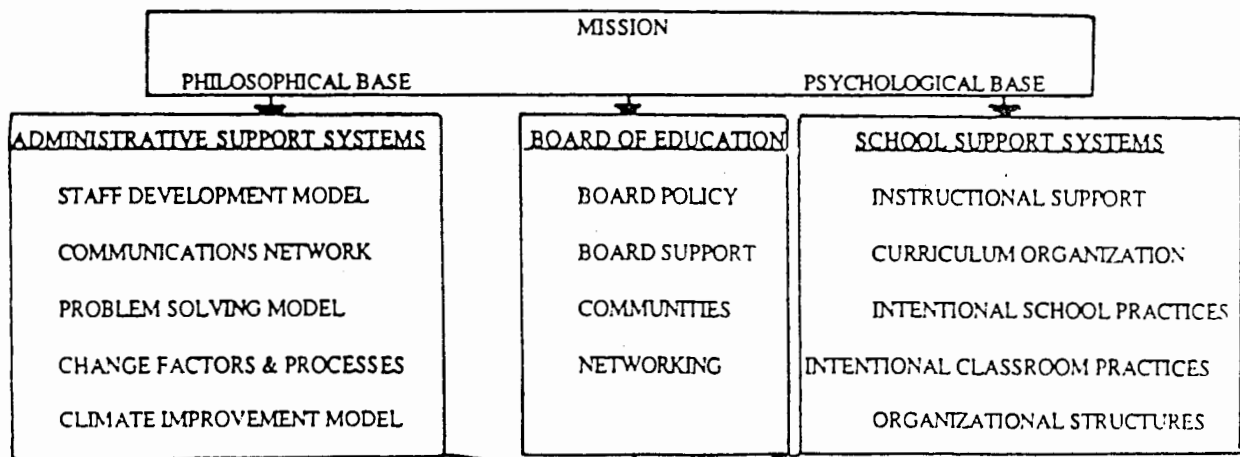 MISSION
PHILOSOPHICAL BASE
PSYCHOLOGICAL BASE
ADMINISTRATIVE SUPPORT SYSTEMS
STAFF DEVELOPMENT MODEL
COMMUNICATIONS NETWORK
PROBLEM SOLVING MODEL
CHANGE FACTORS & PROCESSES
CLIMATE IMPROVEMENT MODEL
BOARD OF EDUCATION
BOARD POLICY
BOARD SUPPORT
COMMUNITIES
NETWORKING
SCHOOL SUPPORT SYSTEMS
INSTRUCTIONAL SUPPORT
CURRICULUM ORGANIZATION
INTENTIONAL SCHOOL PRACTICES
INTENTIONAL CLASSROOM PRACTICES
ORGANIZATIONAL STRUCTURES